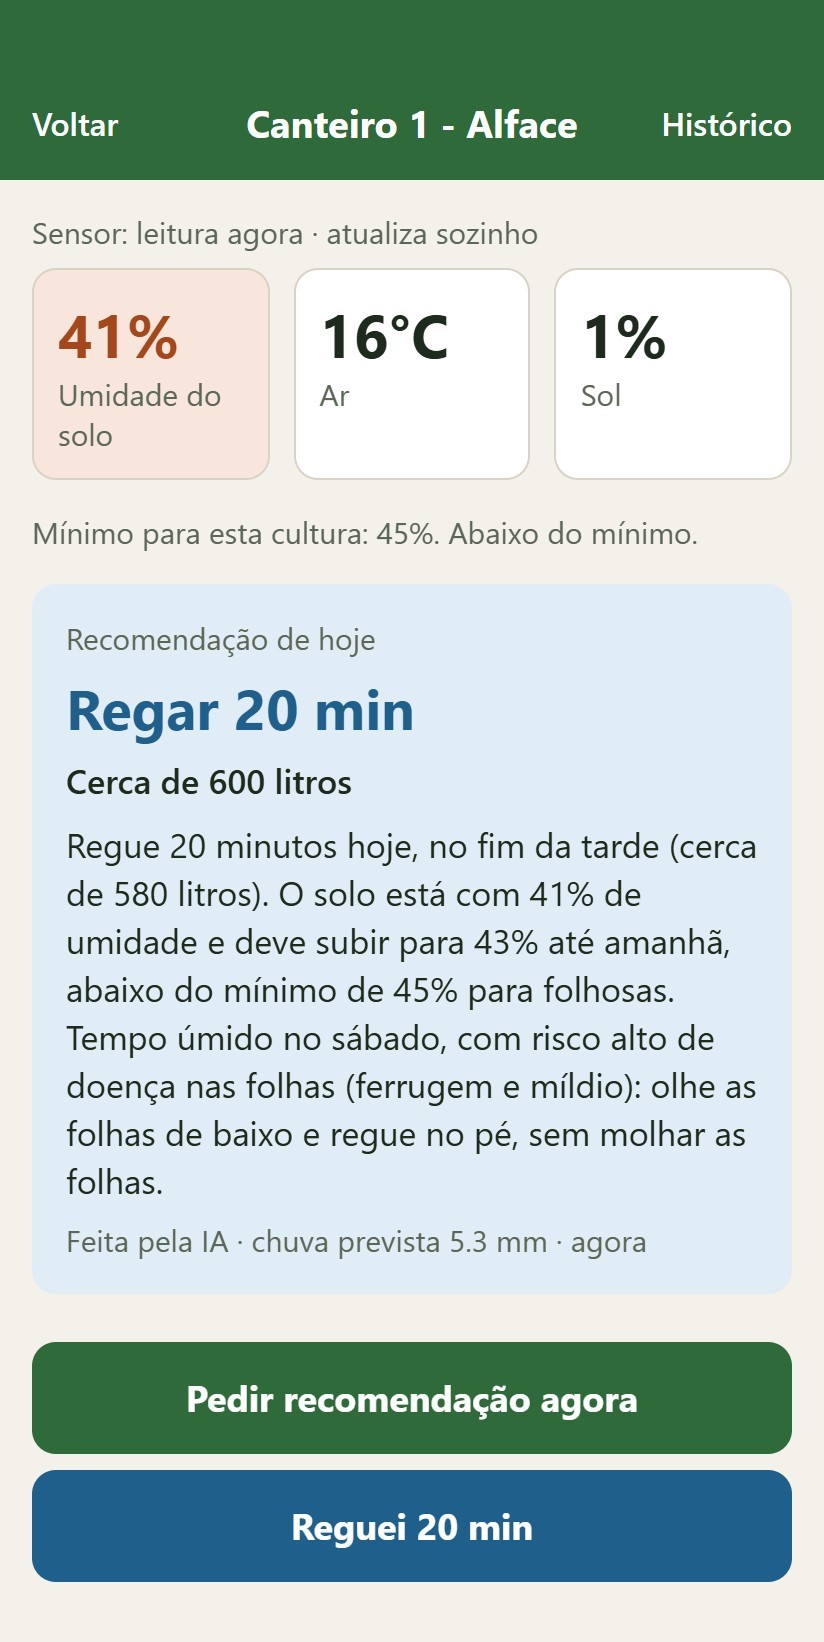 Voltar
Canteiro 1 - Alface
Histórico
Sensor: leitura agora · atualiza sozinho
41%
Umidade do
solo
16°C
Ar
1%
Sol
Mínimo para esta cultura: 45%. Abaixo do mínimo.
Recomendação de hoje
Regar 20 min
Cerca de 600 litros
Regue 20 minutos hoje, no fim da tarde (cerca
de 580 litros). O solo está com 41% de
umidade e deve subir para 43% até amanhã,
abaixo do mínimo de 45% para folhosas.
Tempo úmido no sábado, com risco alto de
doença nas folhas (ferrugem e míldio): olhe as
folhas de baixo e regue no pé, sem molhar as
folhas.
Feita pela IA · chuva prevista 5.3 mm · agora
Pedir recomendação agora
Reguei 20 min